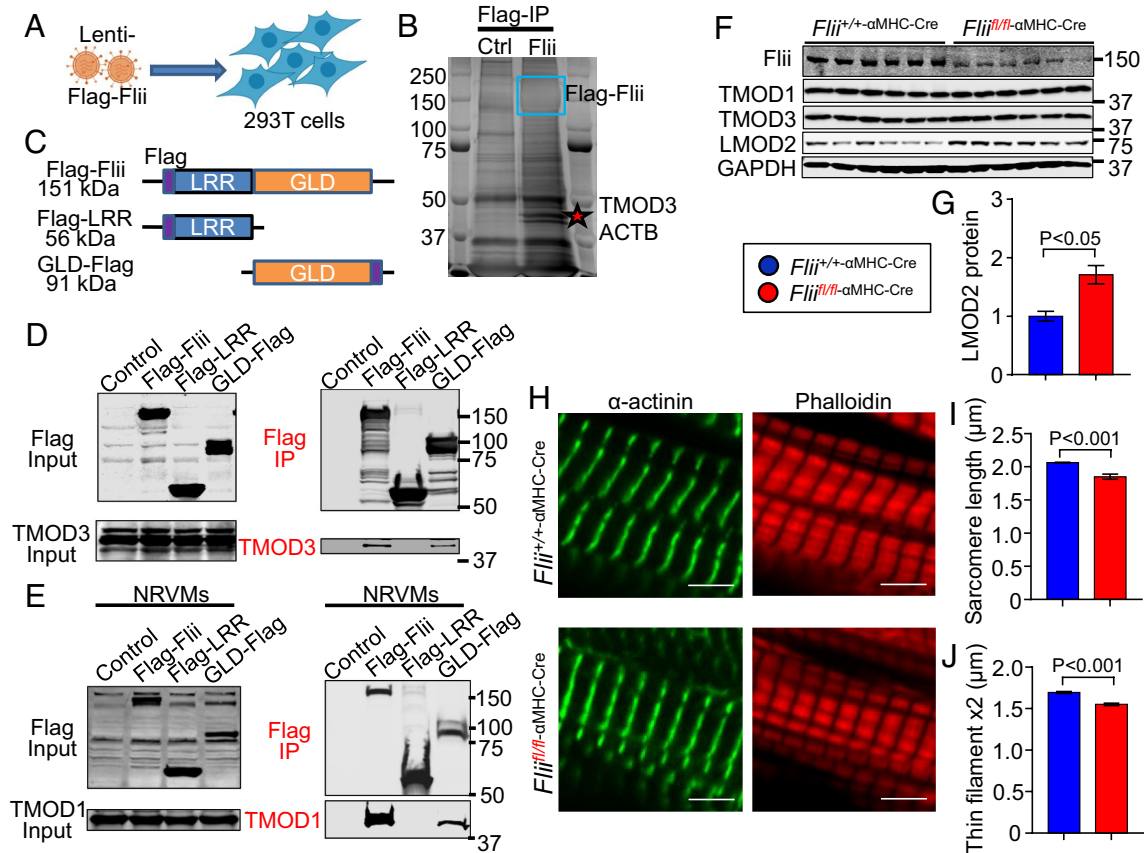 A
Lenti-
Flag-Flii
293T cells
B
Flag-IP
Ctrl Flii
250
150
100
75
50
37
Flag-Flii
TMOD3
ACTB
C
Flag
Flag-Flii
151 kDa
LRR GLD
Flag-LRR
56 kDa
LRR
GLD-Flag
91 kDa
GLD
D
Control Flag-Flii Flag-LRR GLD-Flag
Flag
Input
TMOD3
Input
Control Flag-Flii Flag-LRR GLD-Flag
Flag
IP
150
100
75
50
TMOD3
37
E
NRVMs
Control Flag-Flii Flag-LRR GLD-Flag
Flag
Input
TMOD1
Input
NRVMs
Control Flag-Flii Flag-LRR GLD-Flag
Flag
IP
150
100
75
50
TMOD1
37
F
Flii+/+-αMHC-Cre Fliifl/fl-αMHC-Cre
Flii 150
TMOD1 37
TMOD3 37
LMOD2 75
GAPDH 37
Flii+/+-αMHC-Cre
Fliifl/fl-αMHC-Cre
G
LMOD2 protein
3
2
1
0
P<0.05
H
α-actinin Phalloidin
Flii+/+-αMHC-Cre
Fliifl/fl-αMHC-Cre
I
Sarcomere length (μm)
2.5
2.0
1.5
1.0
0.5
0
P<0.001
J
Thin filament x2 (μm)
2.0
1.5
1.0
0.5
0
P<0.001